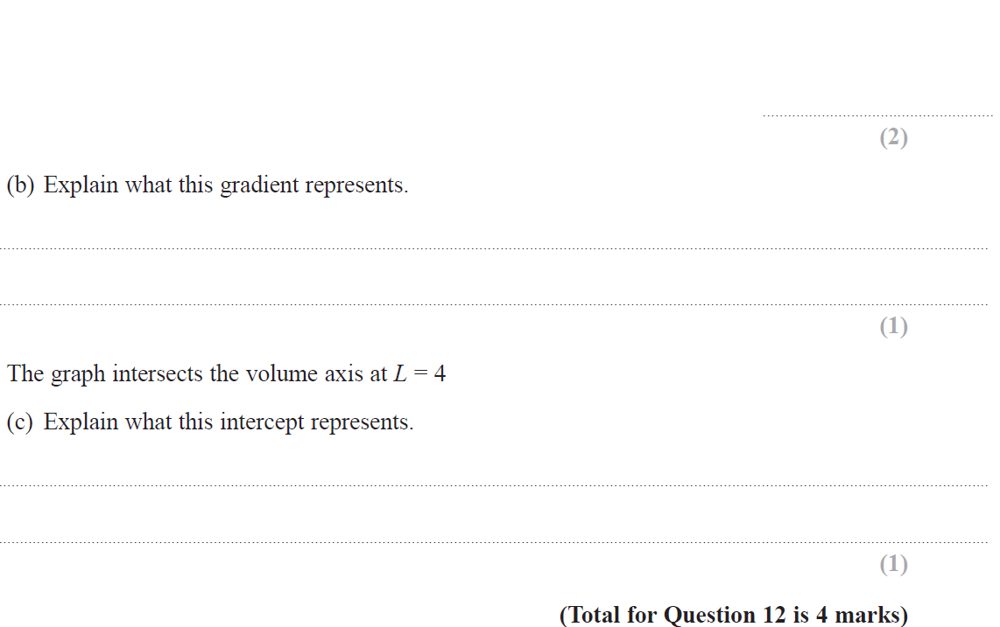 (2)
(b) Explain what this gradient represents.
(1)
The graph intersects the volume axis at L = 4
(c) Explain what this intercept represents.
(1)
(Total for Question 12 is 4 marks)